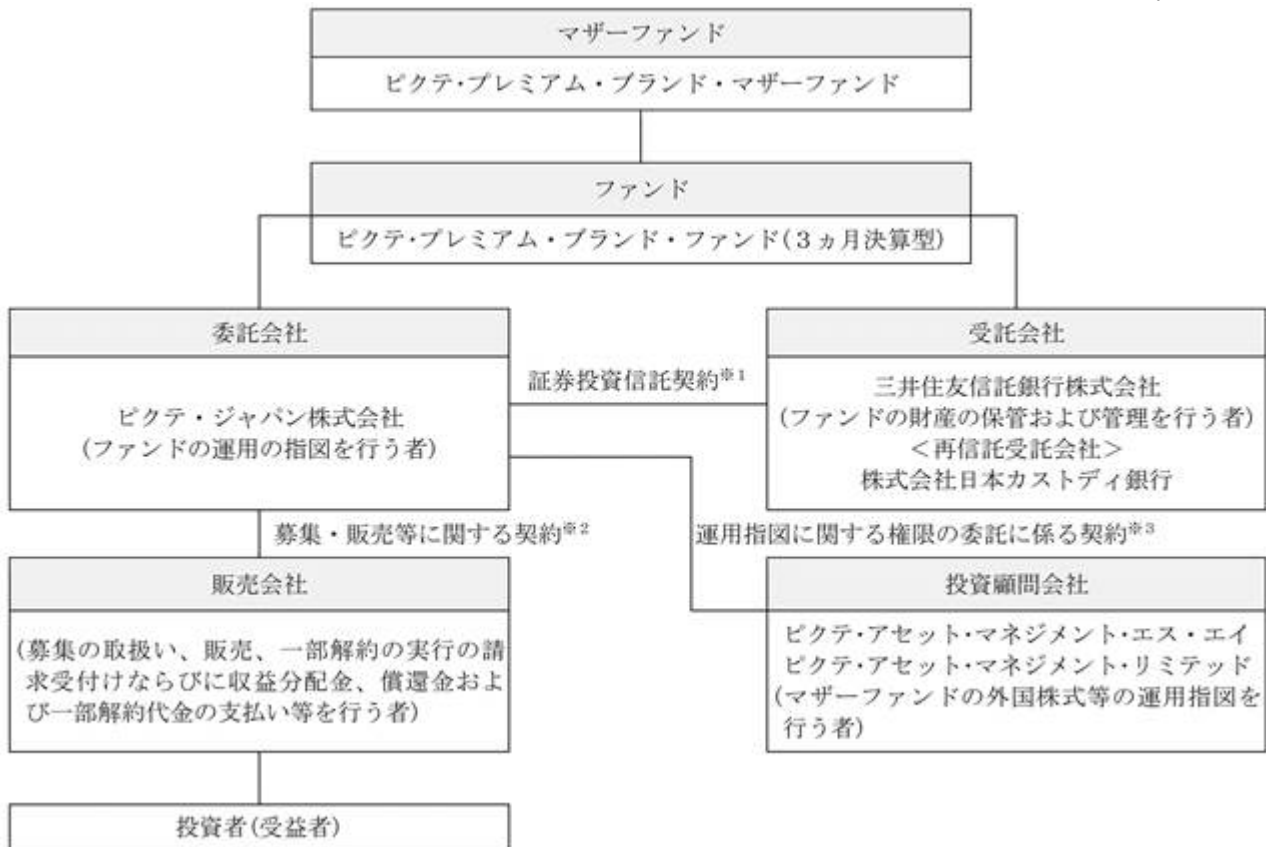 マザーファンド
ピクテ・プレミアム・ブランド・マザーファンド
ファンド
ピクテ・プレミアム・ブランド・ファンド(3ヵ月決算型)
委託会社
ピクテ・ジャパン株式会社
(ファンドの運用の指図を行う者)
証券投資信託契約※1
受託会社
三井住友信託銀行株式会社
(ファンドの財産の保管および管理を行う者)
<再信託受託会社>
株式会社日本カストディ銀行
募集・販売等に関する契約※2
運用指図に関する権限の委託に係る契約※3
販売会社
(募集の取扱い、販売、一部解約の実行の請
求受付けならびに収益分配金、償還金およ
び一部解約代金の支払い等を行う者)
投資顧問会社
ピクテ・アセット・マネジメント・エス・エイ
ピクテ・アセット・マネジメント・リミテッド
(マザーファンドの外国株式等の運用指図を
行う者)
投資者(受益者)